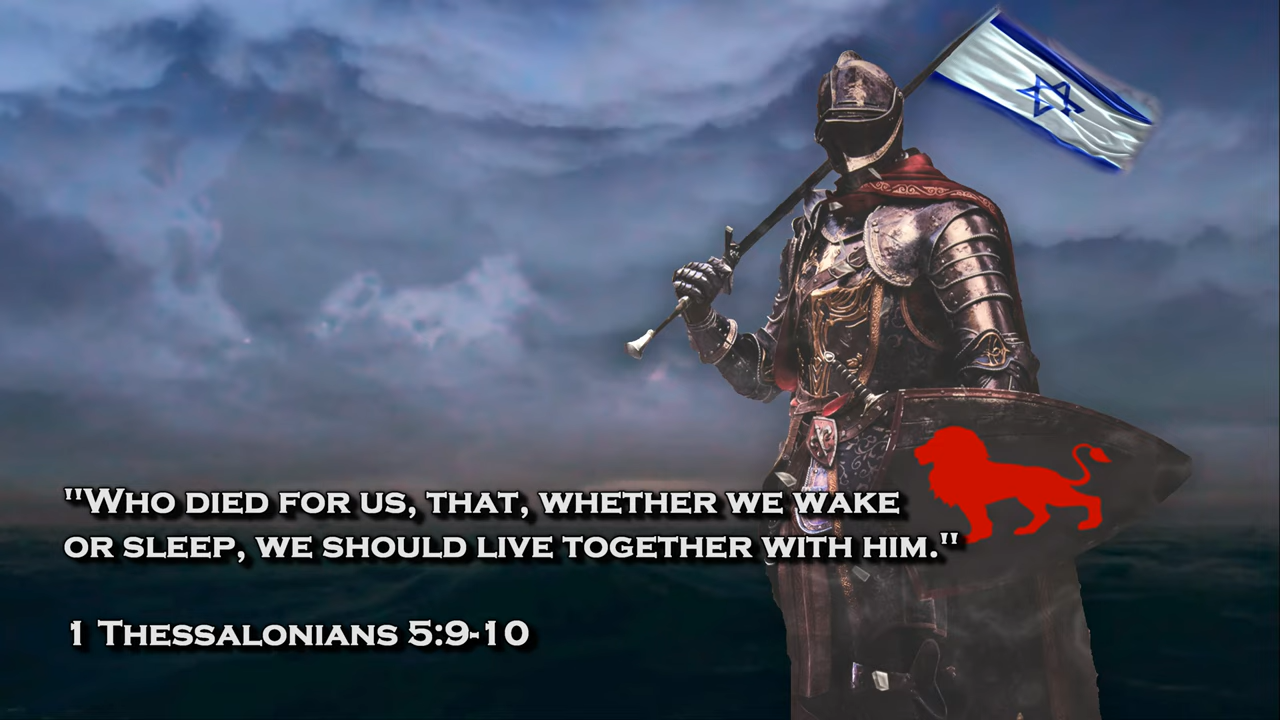 "Who died for us, that, whether we wake
or sleep, we should live together with him."
1 Thessalonians 5:9-10